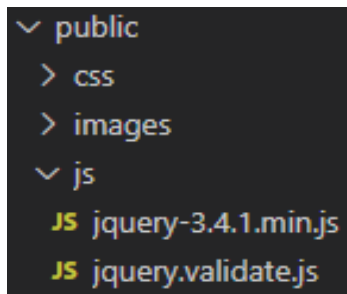 public
css
images
js
JS jquery-3.4.1.min.js
JS jquery.validate.js